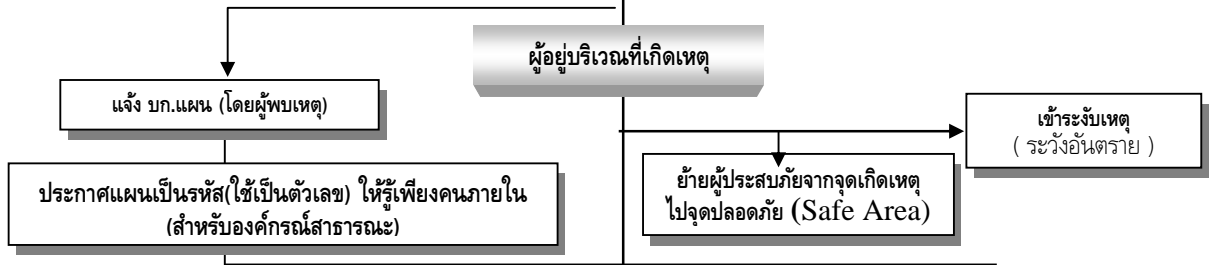 ผู้อยู่บริเวณที่เกิดเหตุ
แจ้ง บก.แผน (โดยผู้พบเหตุ)
เข้าระงับเหตุ
( ระวังอันตราย )
ประกาศแผนเป็นรหัส(ใช้เป็นตัวเลข) ให้รู้เพียงคนภายใน
(สำหรับองค์กรณ์สาธารณะ)
ย้ายผู้ประสบภัยจากจุดเกิดเหตุ
ไปจุดปลอดภัย (Safe Area)